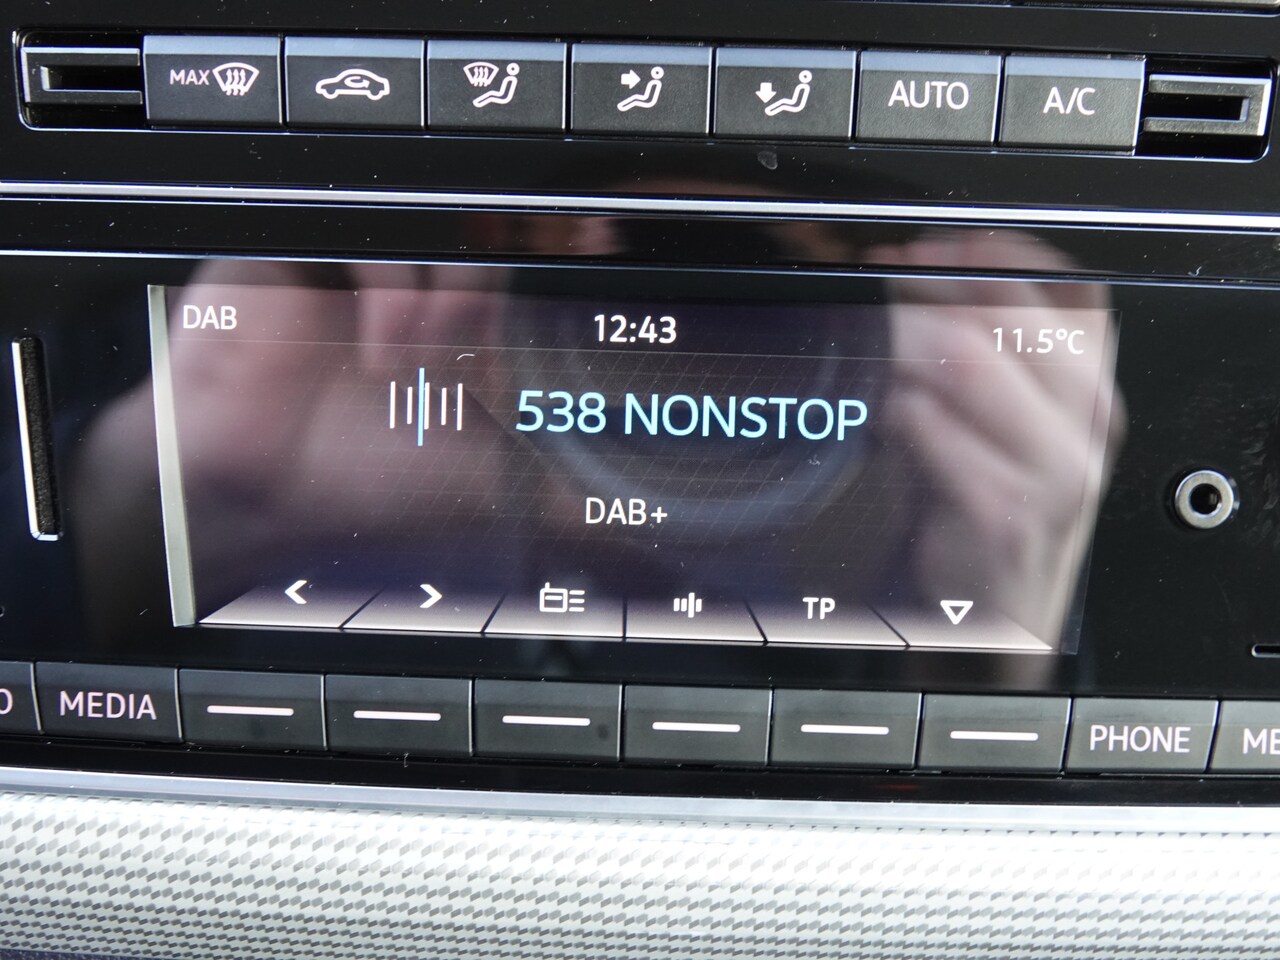 MAX
AUTO
A/C
DAB
12:43
11.5°C
538 NONSTOP
DAB+
TP
MEDIA
PHONE